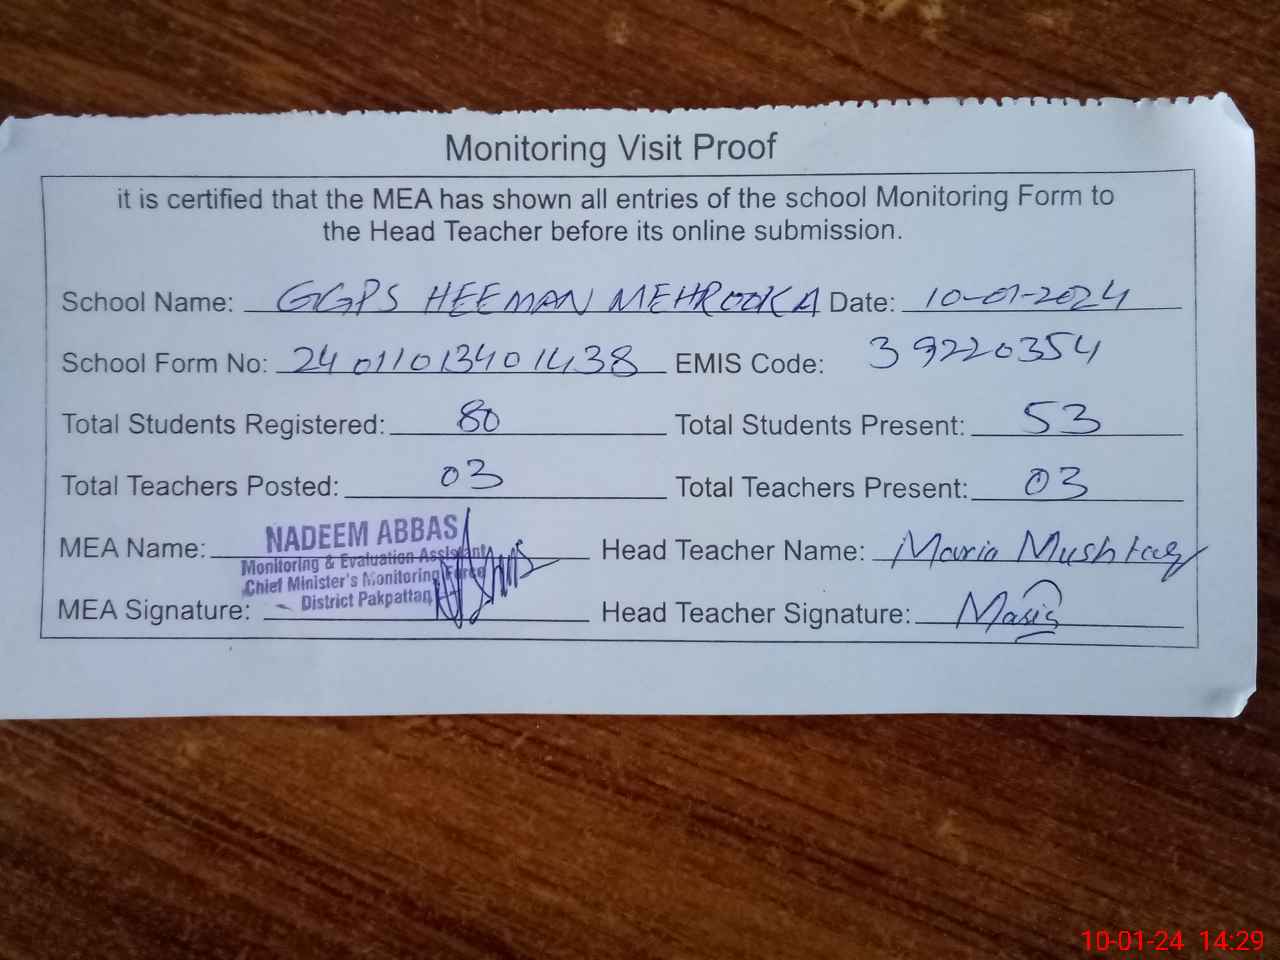 Monitoring Visit Proof
it is certified that the MEA has shown all entries of the school Monitoring Form to
the Head Teacher before its online submission.
School Name: GGPS HEEMAN MEHROOKA Date: 10-01-2024
School Form No: 24011013401438 EMIS Code: 39220354
Total Students Registered: 80 Total Students Present: 53
Total Teachers Posted: 03 Total Teachers Present: 03
MEA Name: NADEEM ABBAS Head Teacher Name: Maria Mushtaq
Monitoring & Evaluation Assistant
Chief Minister's Monitoring Force
District Pakpattan
MEA Signature: Head Teacher Signature: Maria
10-01-24 14:29